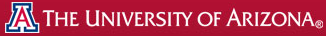 A THE UNIVERSITY OF ARIZONA®